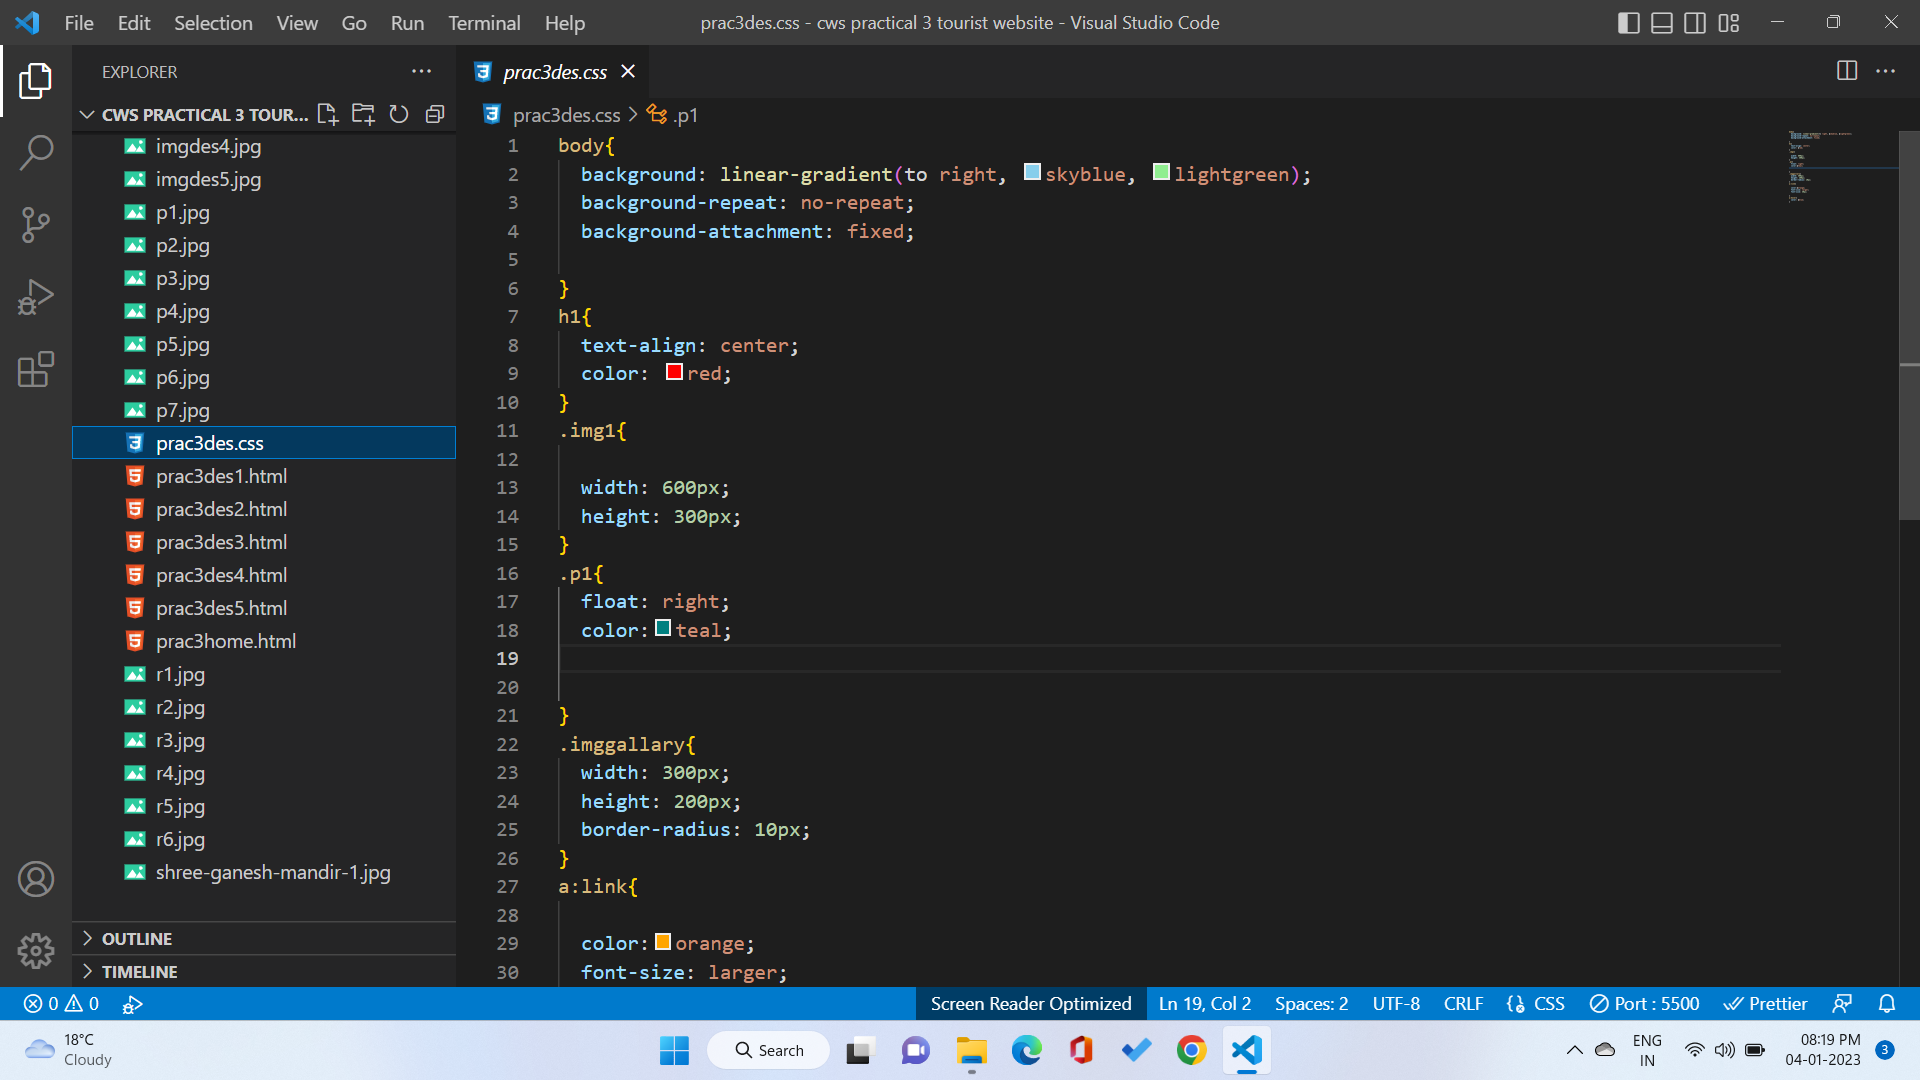 File Edit Selection View Go Run Terminal Help
prac3des.css - cws practical 3 tourist website - Visual Studio Code
EXPLORER
CWS PRACTICAL 3 TOUR...
imgdes4.jpg
imgdes5.jpg
p1.jpg
p2.jpg
p3.jpg
p4.jpg
p5.jpg
p6.jpg
p7.jpg
prac3des.css
prac3des1.html
prac3des2.html
prac3des3.html
prac3des4.html
prac3des5.html
prac3home.html
r1.jpg
r2.jpg
r3.jpg
r4.jpg
r5.jpg
r6.jpg
shree-ganesh-mandir-1.jpg
OUTLINE
TIMELINE
prac3des.css
prac3des.css > .p1
1 body{
2 background: linear-gradient(to right, skyblue, lightgreen);
3 background-repeat: no-repeat;
4 background-attachment: fixed;
5
6 }
7 h1{
8 text-align: center;
9 color: red;
10 }
11 .img1{
12
13 width: 600px;
14 height: 300px;
15 }
16 .p1{
17 float: right;
18 color: teal;
19
20
21 }
22 .imggallary{
23 width: 300px;
24 height: 200px;
25 border-radius: 10px;
26 }
27 a:link{
28
29 color: orange;
30 font-size: larger;
0 0
Screen Reader Optimized Ln 19, Col 2 Spaces: 2 UTF-8 CRLF CSS Port : 5500 Prettier
18°C
Cloudy
Search
ENG
IN
08:19 PM
04-01-2023
3